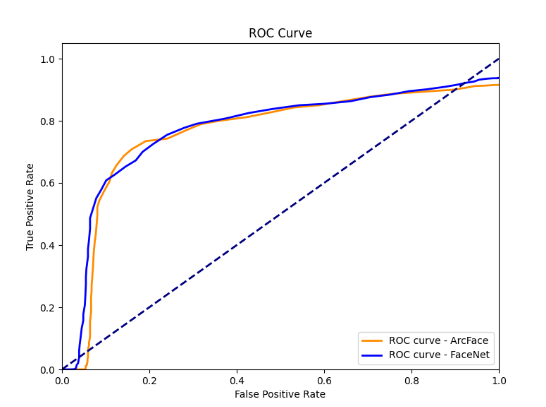 ROC Curve
True Positive Rate
1.0
0.8
0.6
0.4
0.2
0.0
0.0 0.2 0.4 0.6 0.8 1.0
False Positive Rate
ROC curve - ArcFace
ROC curve - FaceNet